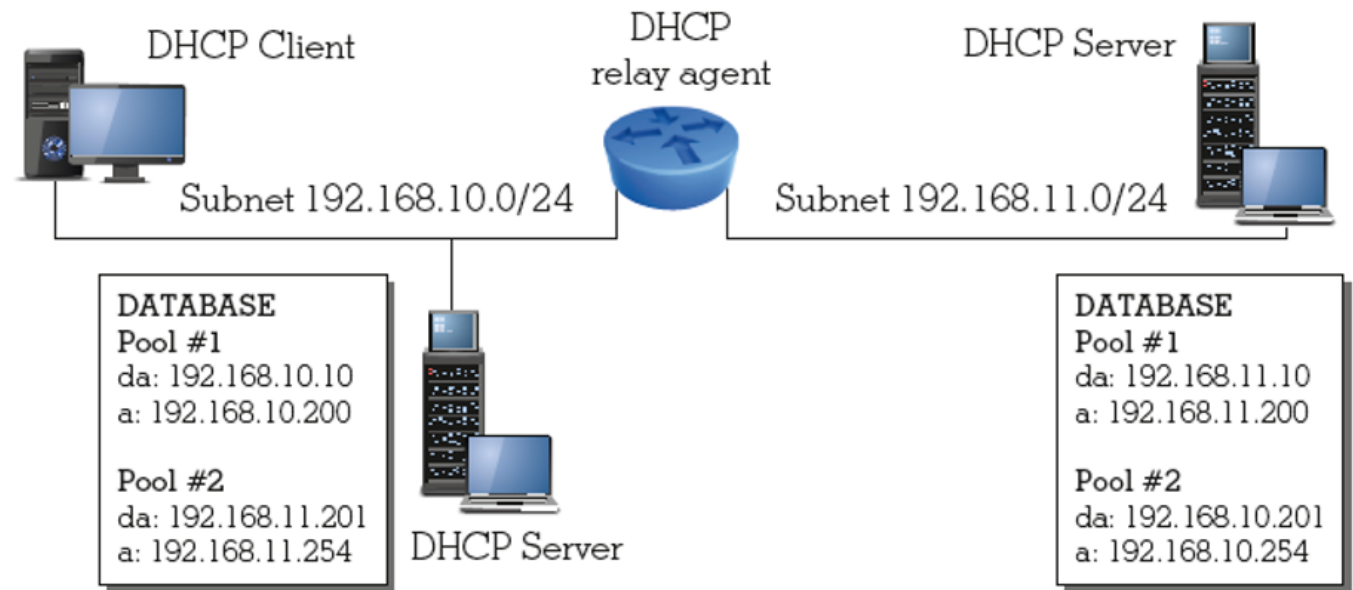 DHCP Client
DHCP
relay agent
DHCP Server
Subnet 192.168.10.0/24
Subnet 192.168.11.0/24
DATABASE
Pool #1
da: 192.168.10.10
a: 192.168.10.200
Pool #2
da: 192.168.11.201
a: 192.168.11.254
DHCP Server
DATABASE
Pool #1
da: 192.168.11.10
a: 192.168.11.200
Pool #2
da: 192.168.10.201
a: 192.168.10.254